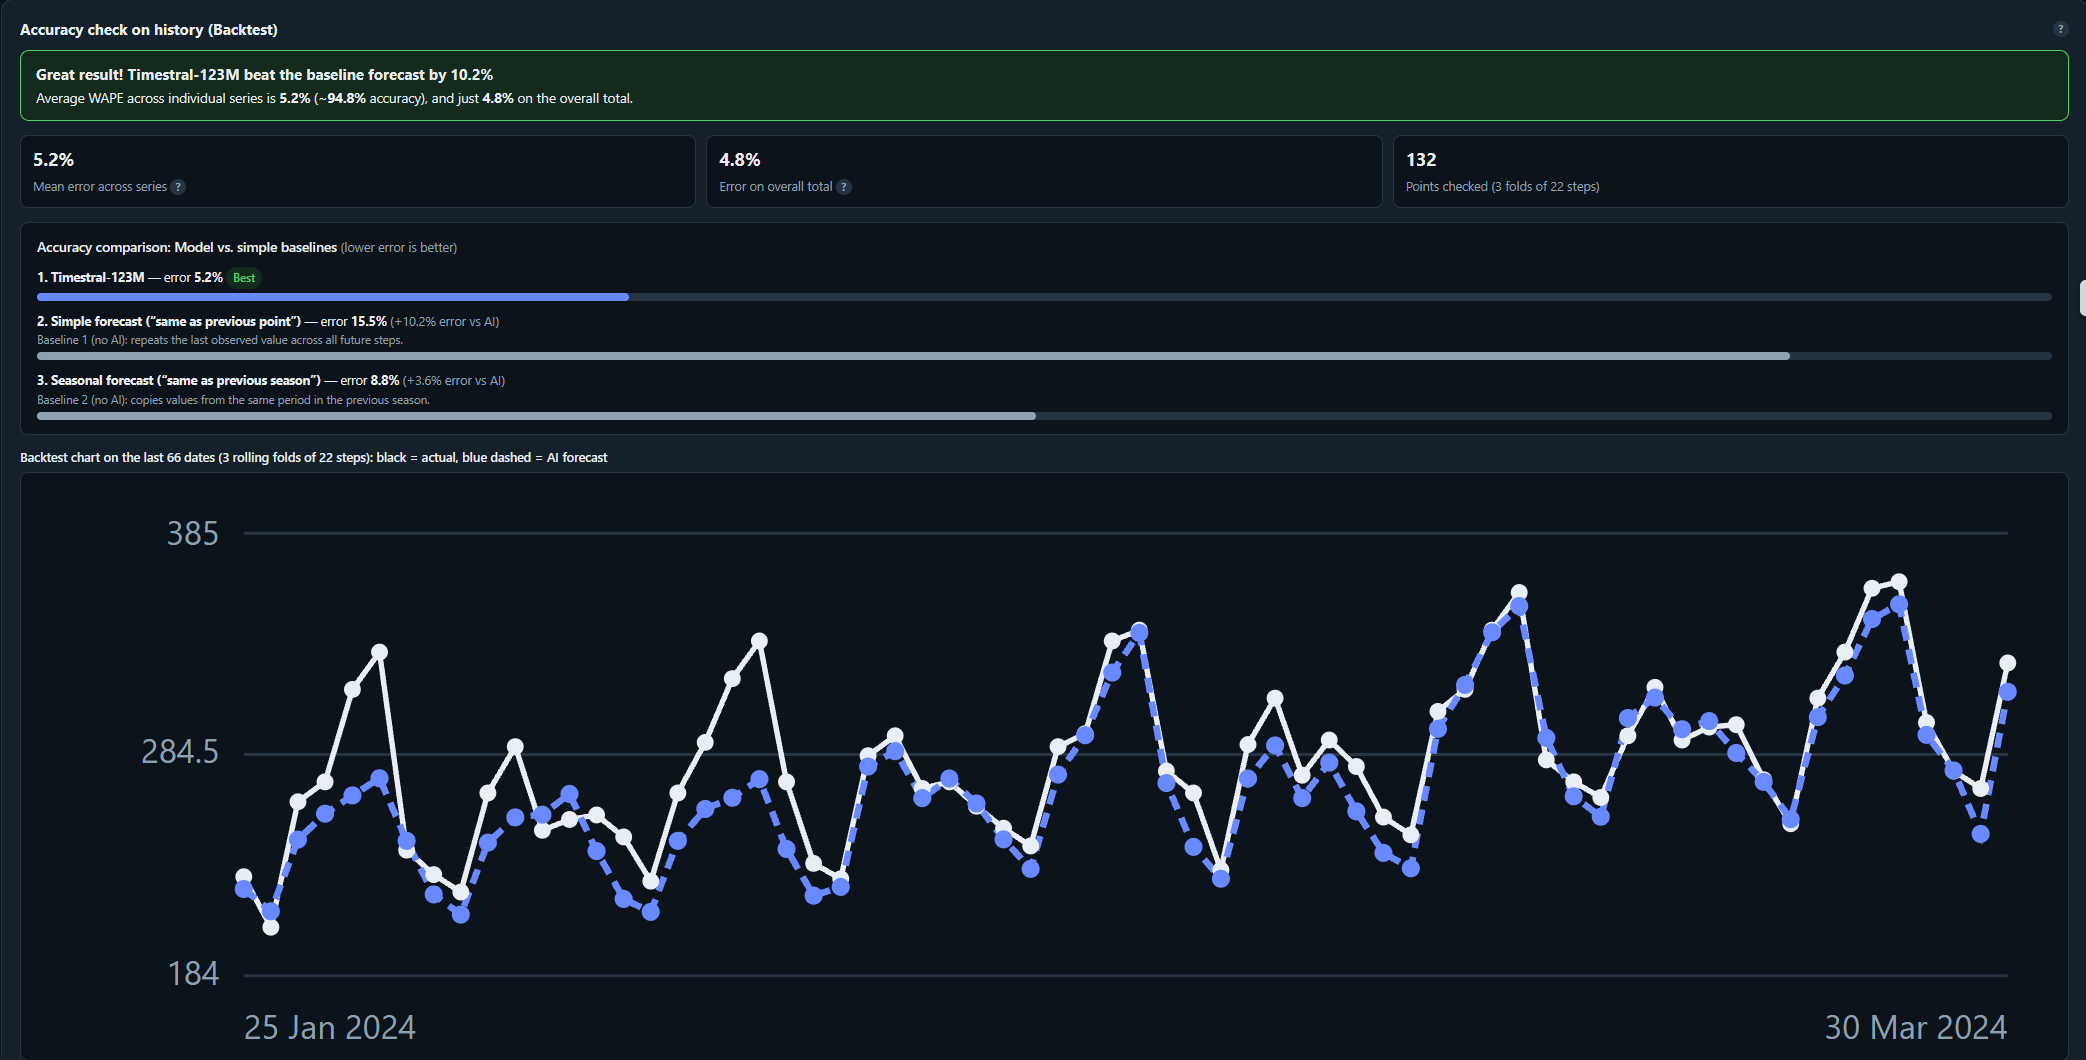 Accuracy check on history (Backtest)
?
Great result! Timestral-123M beat the baseline forecast by 10.2%
Average WAPE across individual series is 5.2% (~94.8% accuracy), and just 4.8% on the overall total.
5.2%
Mean error across series ?
4.8%
Error on overall total ?
132
Points checked (3 folds of 22 steps)
Accuracy comparison: Model vs. simple baselines (lower error is better)
1. Timestral-123M — error 5.2% Best
2. Simple forecast (“same as previous point”) — error 15.5% (+10.2% error vs AI)
Baseline 1 (no AI): repeats the last observed value across all future steps.
3. Seasonal forecast (“same as previous season”) — error 8.8% (+3.6% error vs AI)
Baseline 2 (no AI): copies values from the same period in the previous season.
Backtest chart on the last 66 dates (3 rolling folds of 22 steps): black = actual, blue dashed = AI forecast
385
284.5
184
25 Jan 2024
30 Mar 2024